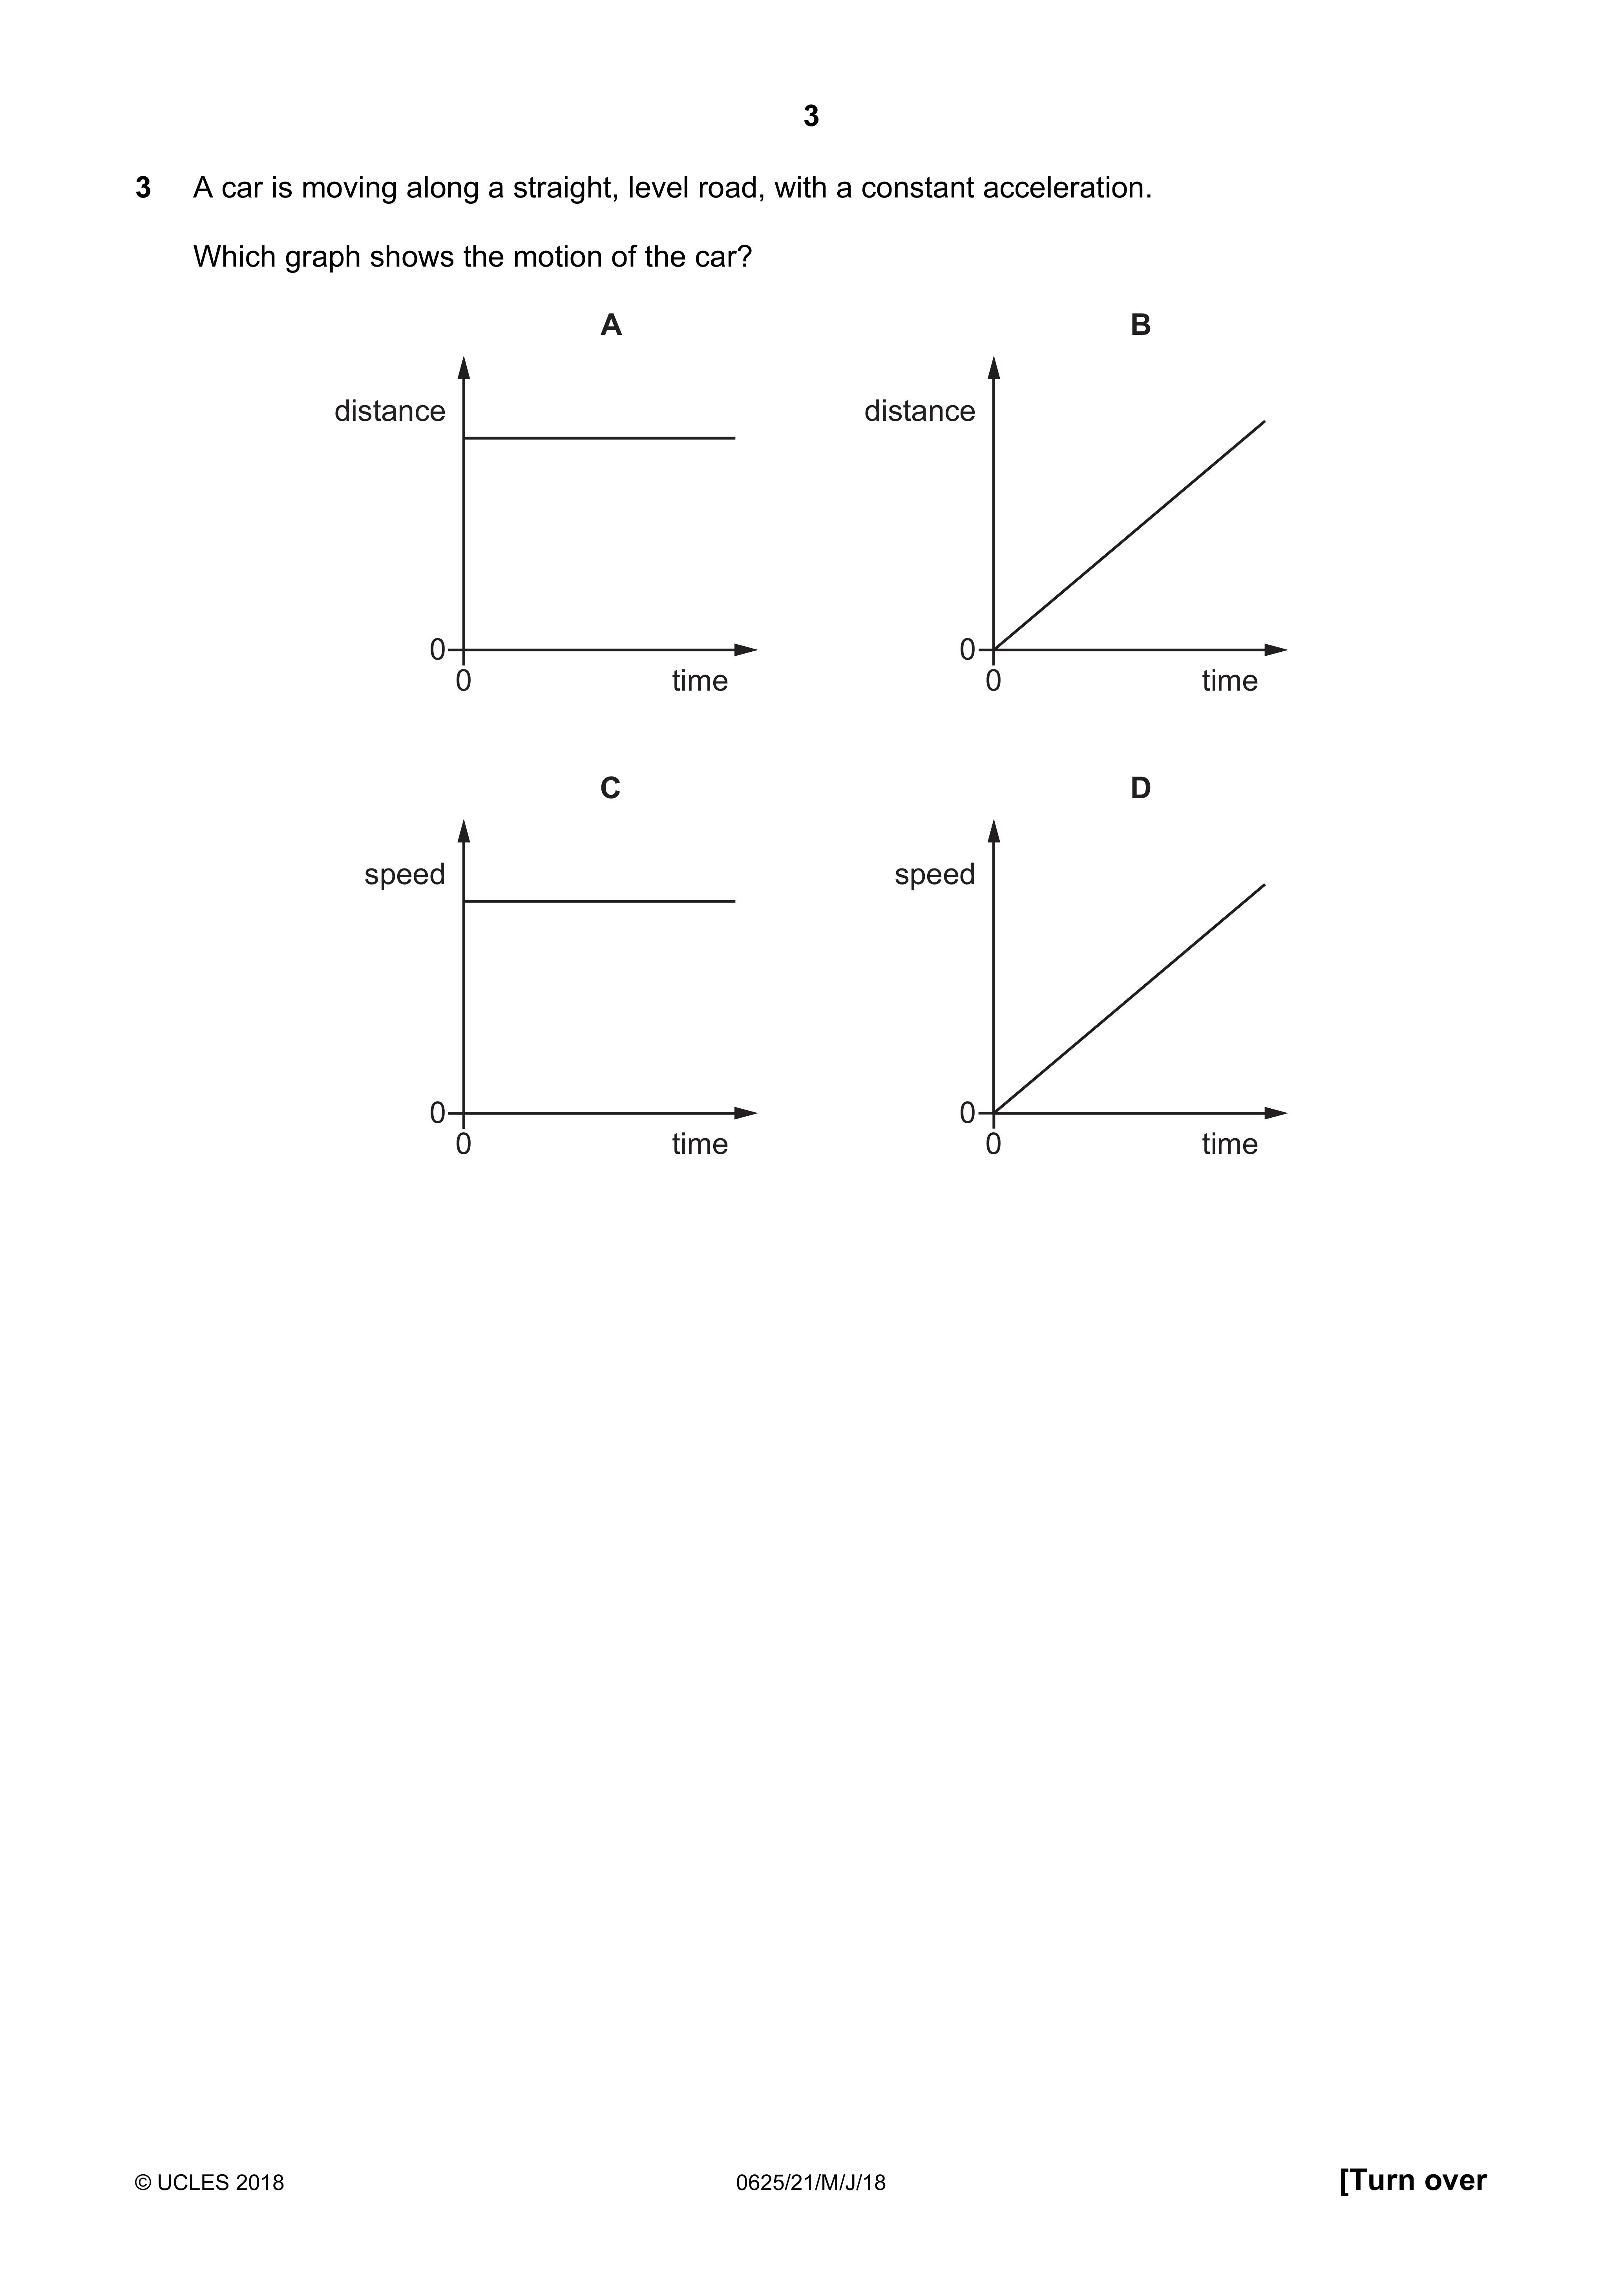 3
3 A car is moving along a straight, level road, with a constant acceleration.
Which graph shows the motion of the car?
A B
distance distance
0 0
0 time 0 time
C D
speed speed
0 0
0 time 0 time
© UCLES 2018 0625/21/M/J/18 [Turn over